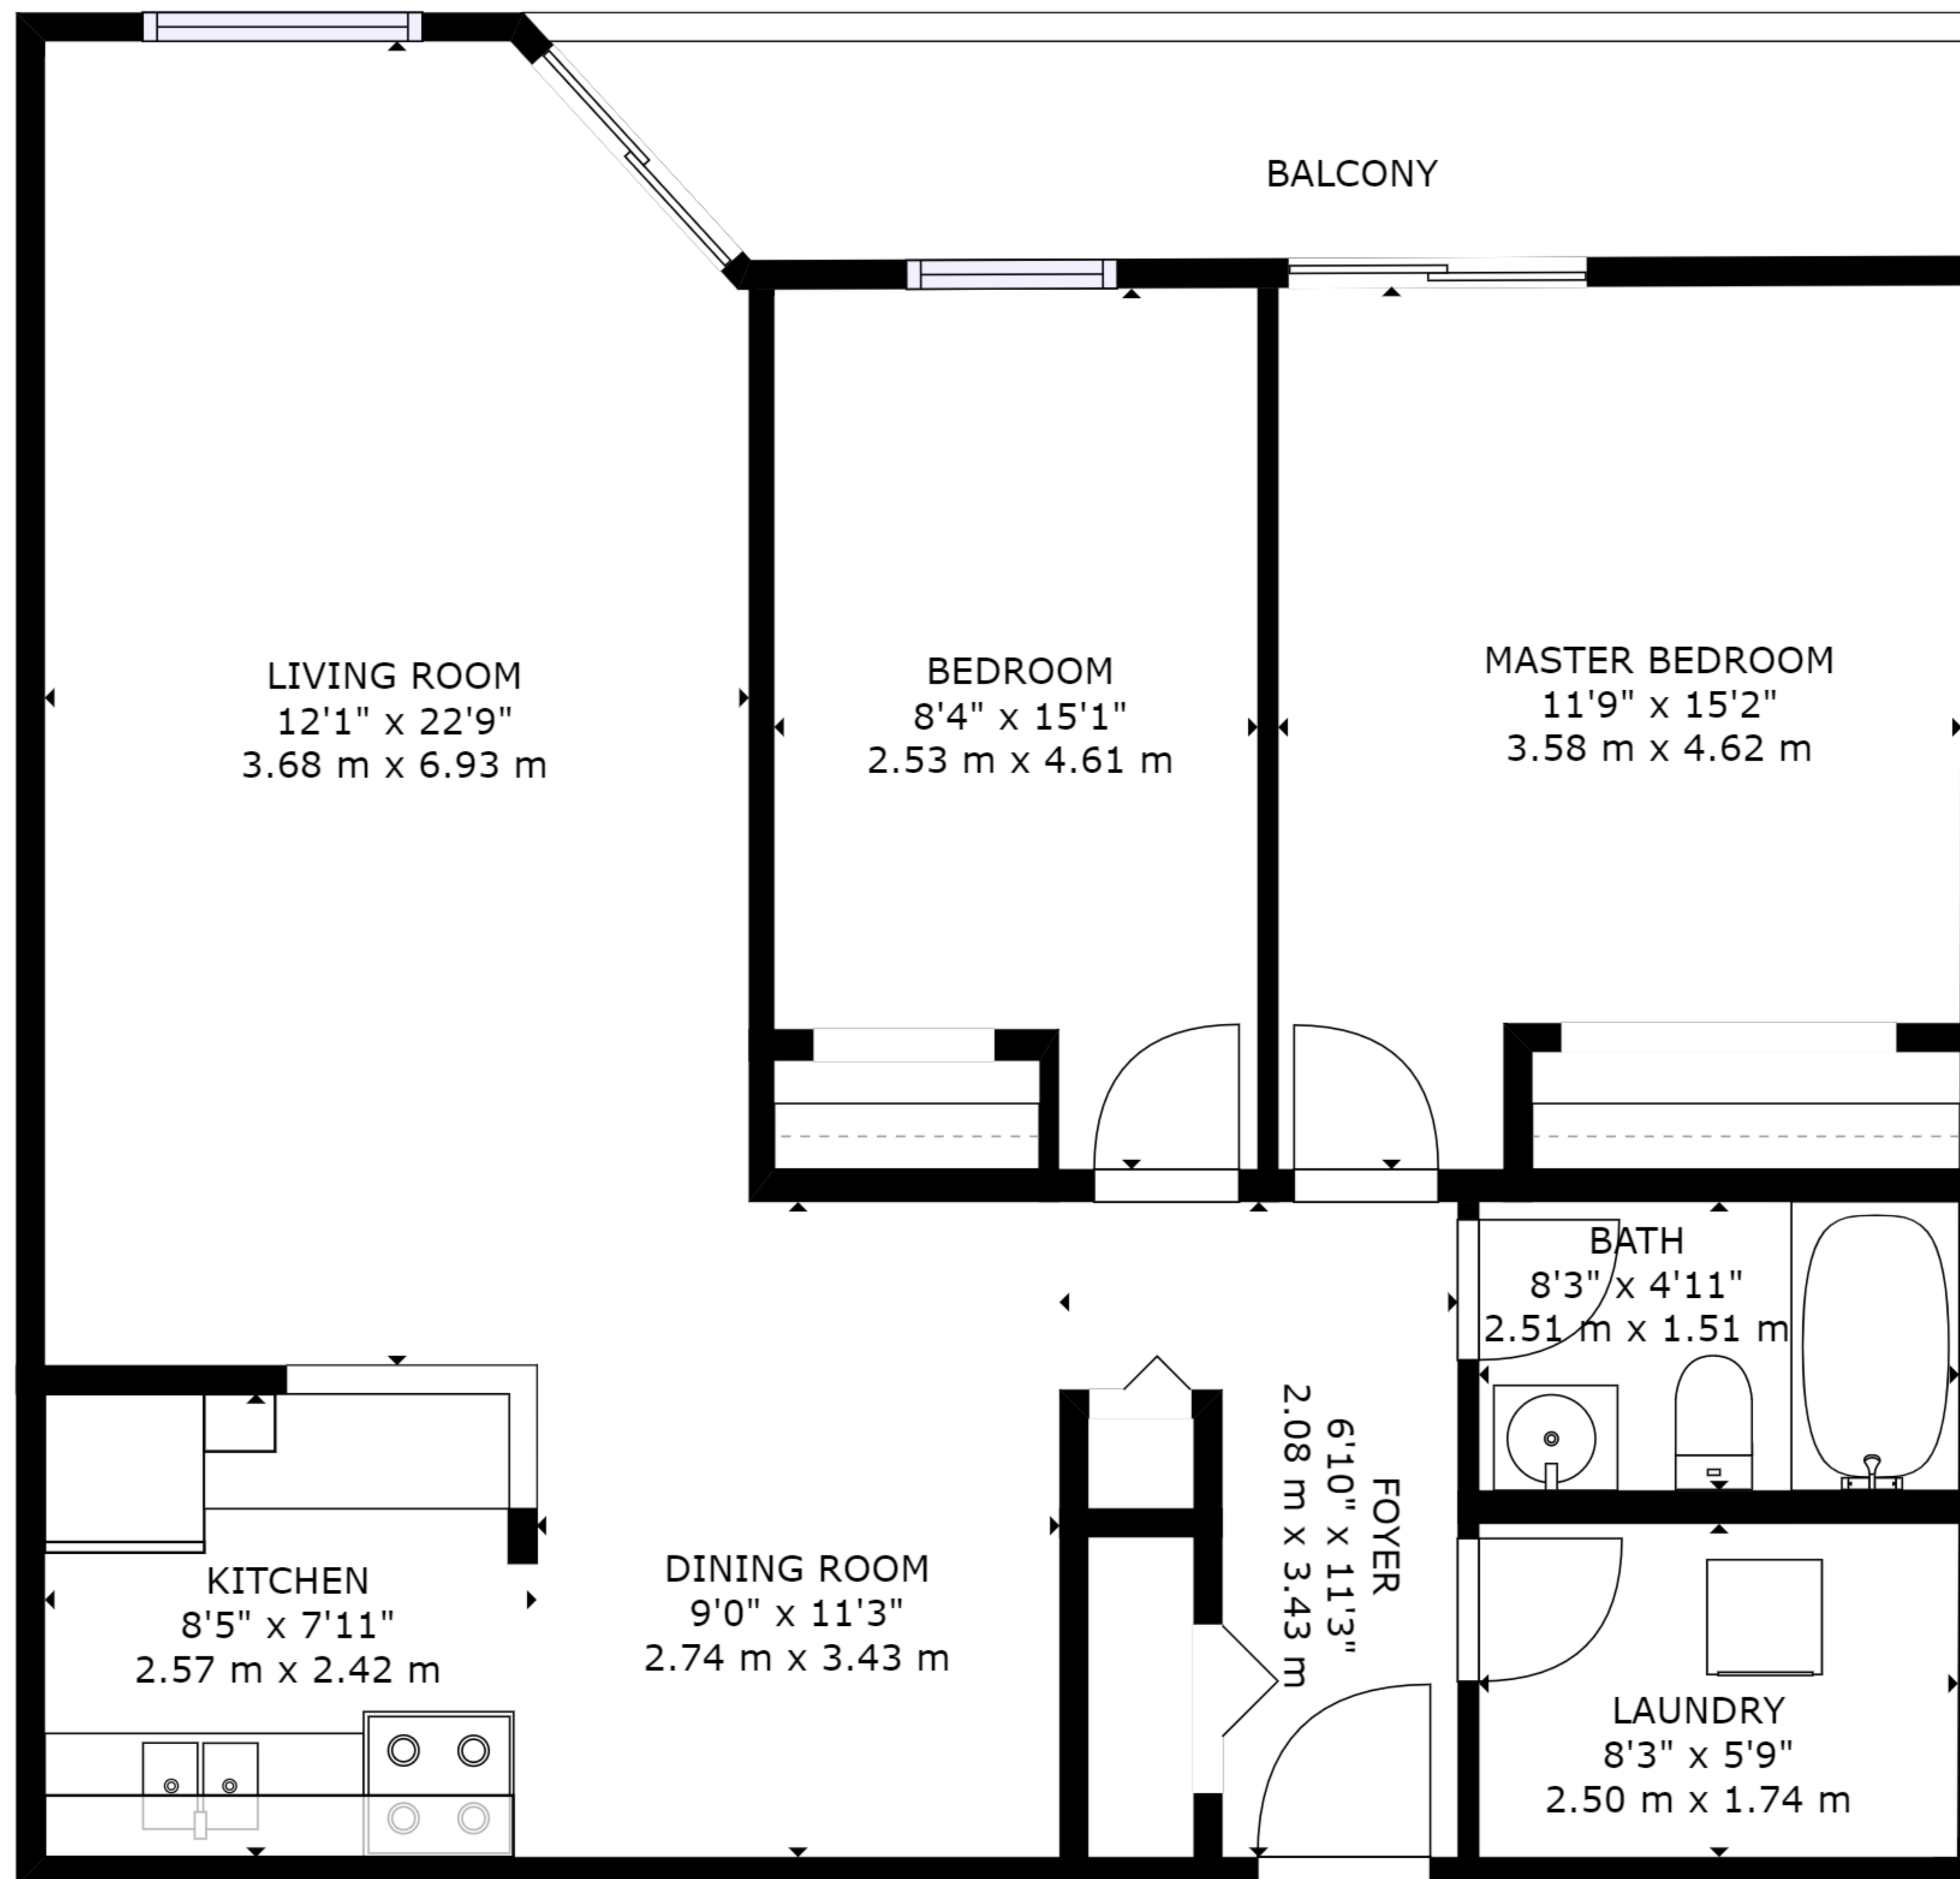 BALCONY
LIVING ROOM
12'1" x 22'9"
3.68 m x 6.93 m
BEDROOM
8'4" x 15'1"
2.53 m x 4.61 m
MASTER BEDROOM
11'9" x 15'2"
3.58 m x 4.62 m
BATH
8'3" x 4'11"
2.51 m x 1.51 m
KITCHEN
8'5" x 7'11"
2.57 m x 2.42 m
DINING ROOM
9'0" x 11'3"
2.74 m x 3.43 m
FOYER
6'10" x 11'3"
2.08 m x 3.43 m
LAUNDRY
8'3" x 5'9"
2.50 m x 1.74 m